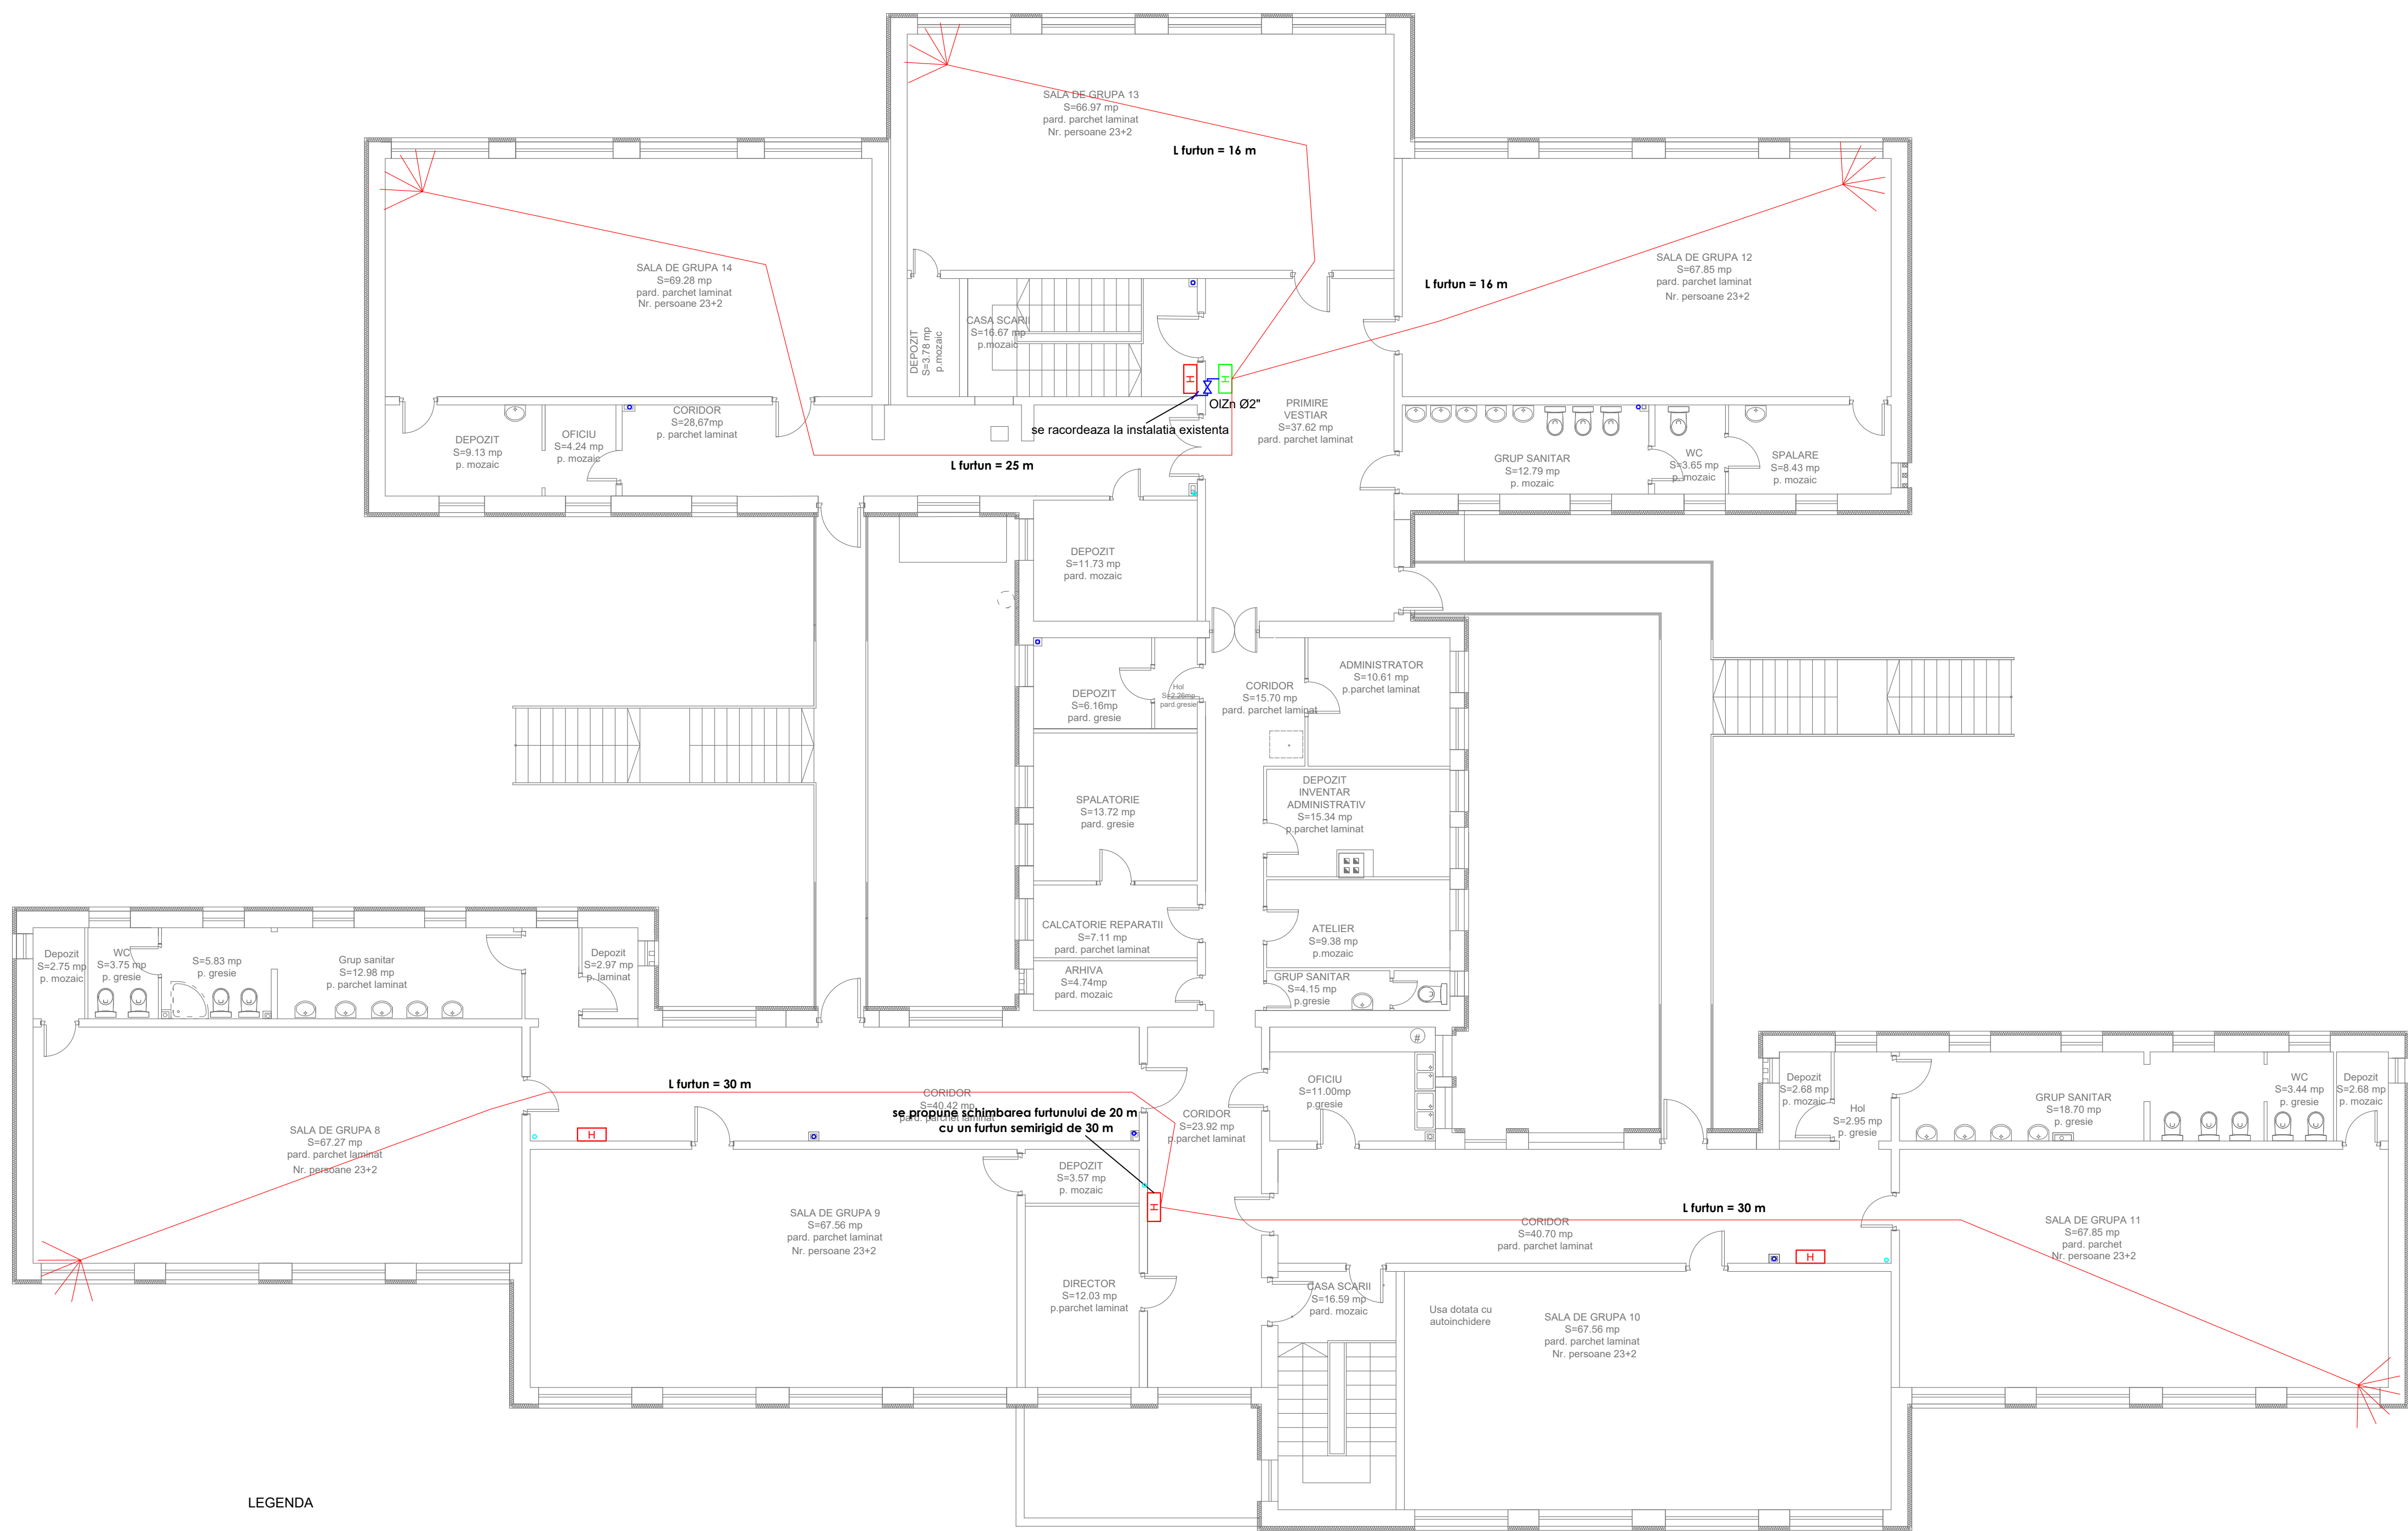 SALA DE GRUPA 13
S=66.97 mp
pard. parchet laminat
Nr. persoane 23+2
L furtun = 16 m
SALA DE GRUPA 14
S=69.28 mp
pard. parchet laminat
Nr. persoane 23+2
SALA DE GRUPA 12
S=67.85 mp
pard. parchet laminat
Nr. persoane 23+2
L furtun = 16 m
DEPOZIT
S=3.78 mp
p.mozaic
CASA SCARII
S=16.67 mp
p.mozaic
H
H
OlZn Ø2"
se racordeaza la instalatia existenta
PRIMIRE
VESTIAR
S=37.62 mp
pard. parchet laminat
DEPOZIT
S=9.13 mp
p. mozaic
OFICIU
S=4.24 mp
p. mozaic
CORIDOR
S=28,67mp
p. parchet laminat
L furtun = 25 m
GRUP SANITAR
S=12.79 mp
p. mozaic
WC
S=3.65 mp
p. mozaic
SPALARE
S=8.43 mp
p. mozaic
DEPOZIT
S=11.73 mp
pard. mozaic
DEPOZIT
S=6.16mp
pard. gresie
Hol
S=2.26mp
pard.gresie
CORIDOR
S=15.70 mp
pard. parchet laminat
ADMINISTRATOR
S=10.61 mp
p.parchet laminat
SPALATORIE
S=13.72 mp
pard. gresie
DEPOZIT
INVENTAR
ADMINISTRATIV
S=15.34 mp
p.parchet laminat
CALCATORIE REPARATII
S=7.11 mp
pard. parchet laminat
ATELIER
S=9.38 mp
p.mozaic
ARHIVA
S=4.74mp
pard. mozaic
GRUP SANITAR
S=4.15 mp
p.gresie
Depozit
S=2.75 mp
p. mozaic
WC
S=3.75 mp
p. gresie
S=5.83 mp
p. gresie
Grup sanitar
S=12.98 mp
p. parchet laminat
Depozit
S=2.97 mp
p. laminat
#
L furtun = 30 m
CORIDOR
S=40.42 mp
pard. parchet laminat
se propune schimbarea furtunului de 20 m
cu un furtun semirigid de 30 m
CORIDOR
S=23.92 mp
p.parchet laminat
OFICIU
S=11.00mp
p.gresie
Depozit
S=2.68 mp
p. mozaic
Hol
S=2.95 mp
p. gresie
GRUP SANITAR
S=18.70 mp
p. gresie
WC
S=3.44 mp
p. gresie
Depozit
S=2.68 mp
p. mozaic
SALA DE GRUPA 8
S=67.27 mp
pard. parchet laminat
Nr. persoane 23+2
H
DEPOZIT
S=3.57 mp
p. mozaic
H
SALA DE GRUPA 9
S=67.56 mp
pard. parchet laminat
Nr. persoane 23+2
L furtun = 30 m
CORIDOR
S=40.70 mp
pard. parchet laminat
H
SALA DE GRUPA 11
S=67.85 mp
pard. parchet
Nr. persoane 23+2
DIRECTOR
S=12.03 mp
p.parchet laminat
CASA SCARII
S=16.59 mp
pard. mozaic
Usa dotata cu
autoinchidere
SALA DE GRUPA 10
S=67.56 mp
pard. parchet laminat
Nr. persoane 23+2
LEGENDA